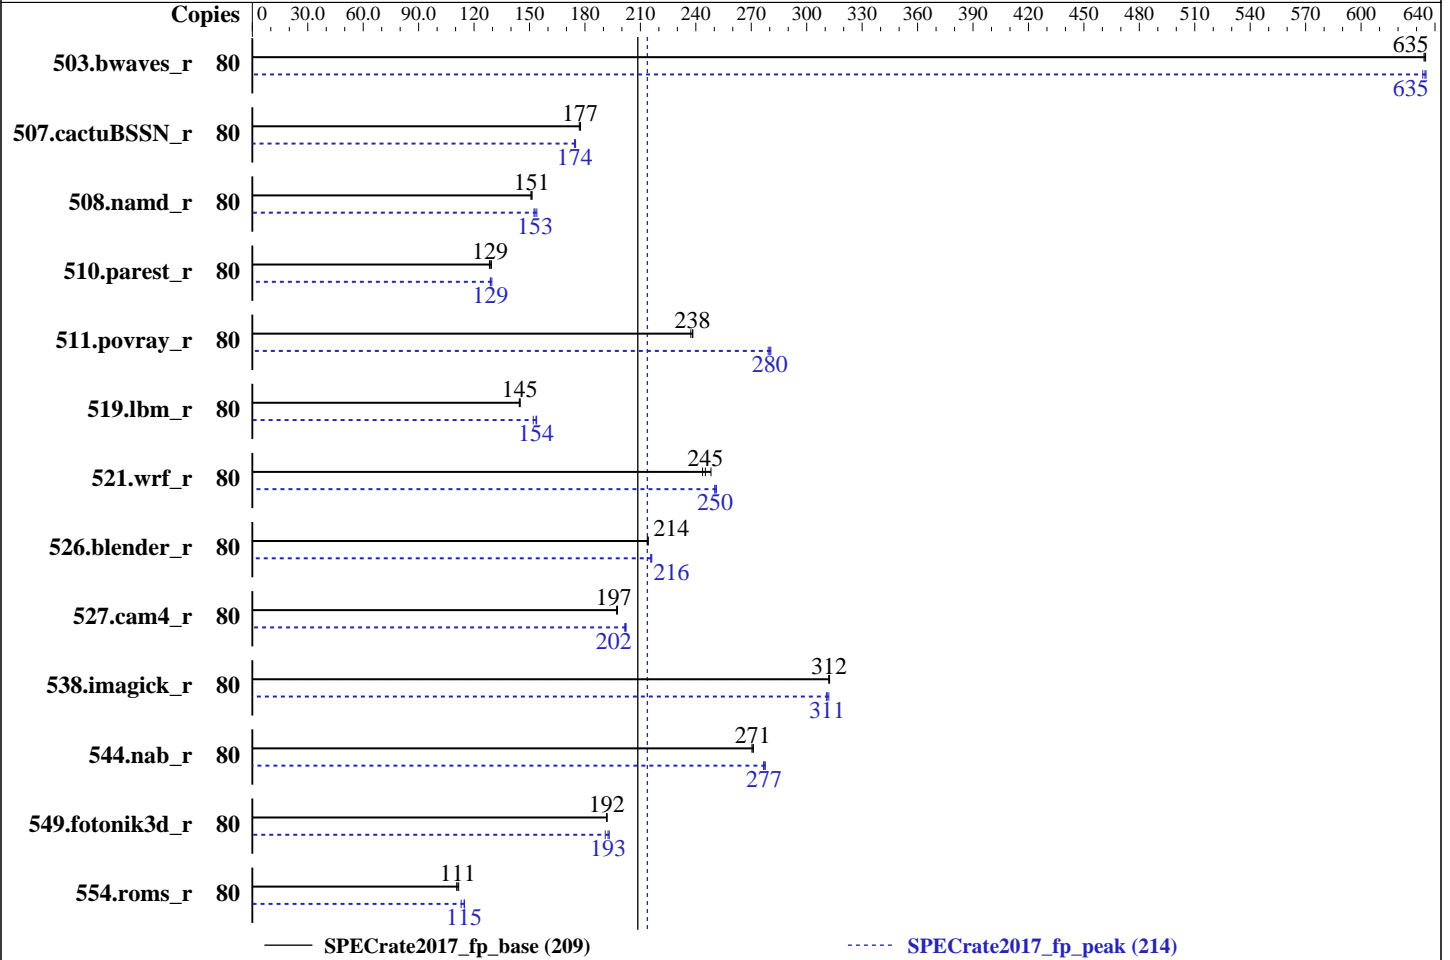 Copies 0 30.0 60.0 90.0 120 150 180 210 240 270 300 330 360 390 420 450 480 510 540 570 600 640
635
503.bwaves_r 80
635
177
507.cactuBSSN_r 80
174
151
508.namd_r 80
153
129
510.parest_r 80
129
238
511.povray_r 80
280
145
519.lbm_r 80
154
245
521.wrf_r 80
250
214
526.blender_r 80
216
197
527.cam4_r 80
202
312
538.imagick_r 80
311
271
544.nab_r 80
277
192
549.fotonik3d_r 80
193
111
554.roms_r 80
115
SPECrate2017_fp_base (209) SPECrate2017_fp_peak (214)